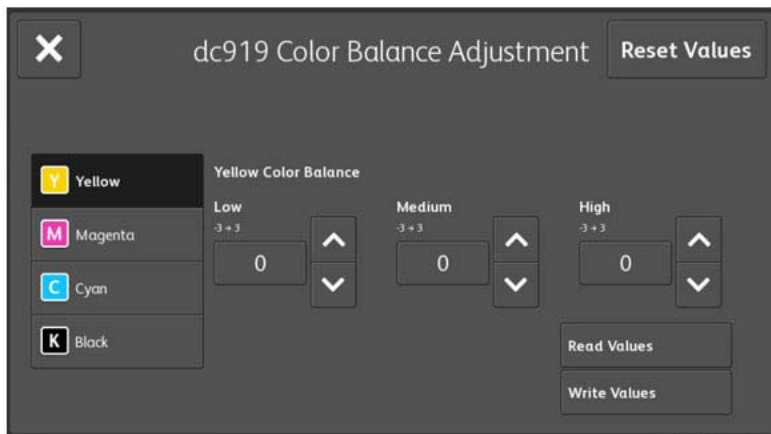 dc919 Color Balance Adjustment
Reset Values
Y Yellow
M Magenta
C Cyan
K Black
Yellow Color Balance
Low
-3 → 3
0
Medium
-3 → 3
0
High
-3 → 3
0
Read Values
Write Values